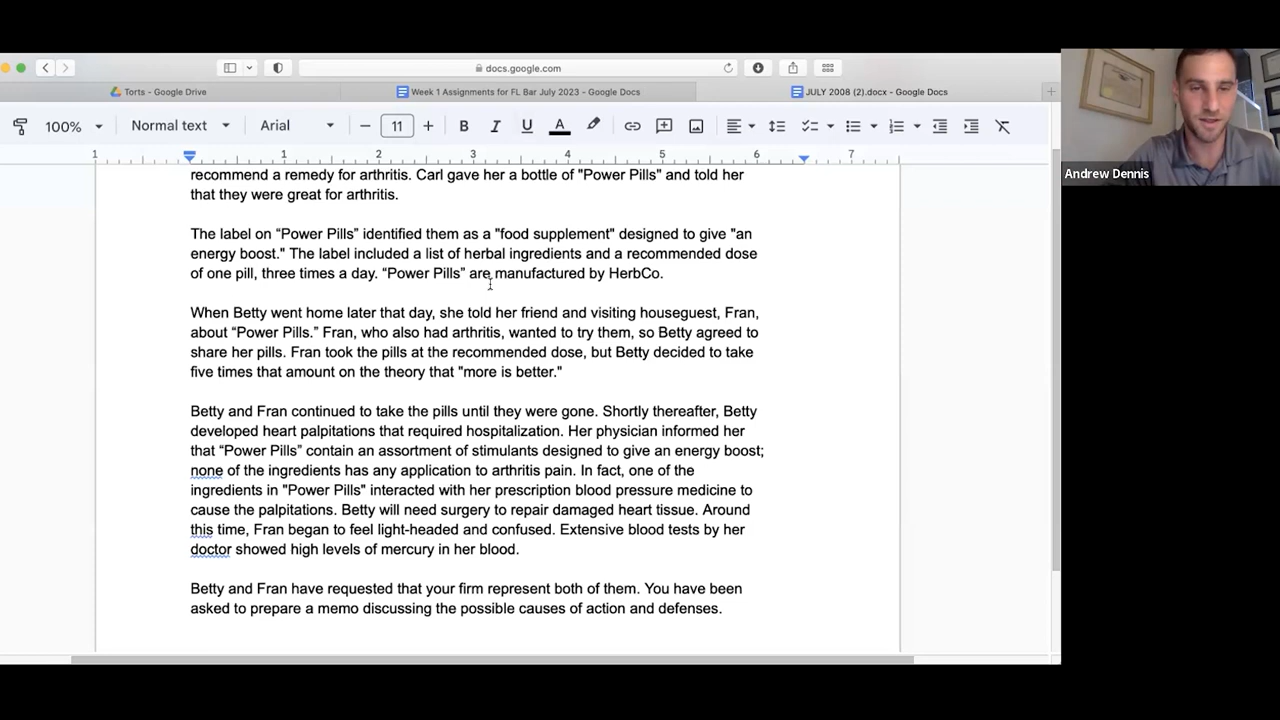 docs.google.com
Torts - Google Drive
Week 1 Assignments for FL Bar July 2023 - Google Docs
JULY 2008 (2).docx - Google Docs
100%
Normal text
Arial
11
B I U A
1 1 2 3 4 5 6 7
recommend a remedy for arthritis. Carl gave her a bottle of "Power Pills" and told her
that they were great for arthritis.
The label on “Power Pills” identified them as a "food supplement" designed to give "an
energy boost." The label included a list of herbal ingredients and a recommended dose
of one pill, three times a day. “Power Pills” are manufactured by HerbCo.
When Betty went home later that day, she told her friend and visiting houseguest, Fran,
about “Power Pills.” Fran, who also had arthritis, wanted to try them, so Betty agreed to
share her pills. Fran took the pills at the recommended dose, but Betty decided to take
five times that amount on the theory that "more is better."
Betty and Fran continued to take the pills until they were gone. Shortly thereafter, Betty
developed heart palpitations that required hospitalization. Her physician informed her
that “Power Pills” contain an assortment of stimulants designed to give an energy boost;
none of the ingredients has any application to arthritis pain. In fact, one of the
ingredients in "Power Pills" interacted with her prescription blood pressure medicine to
cause the palpitations. Betty will need surgery to repair damaged heart tissue. Around
this time, Fran began to feel light-headed and confused. Extensive blood tests by her
doctor showed high levels of mercury in her blood.
Betty and Fran have requested that your firm represent both of them. You have been
asked to prepare a memo discussing the possible causes of action and defenses.
Andrew Dennis